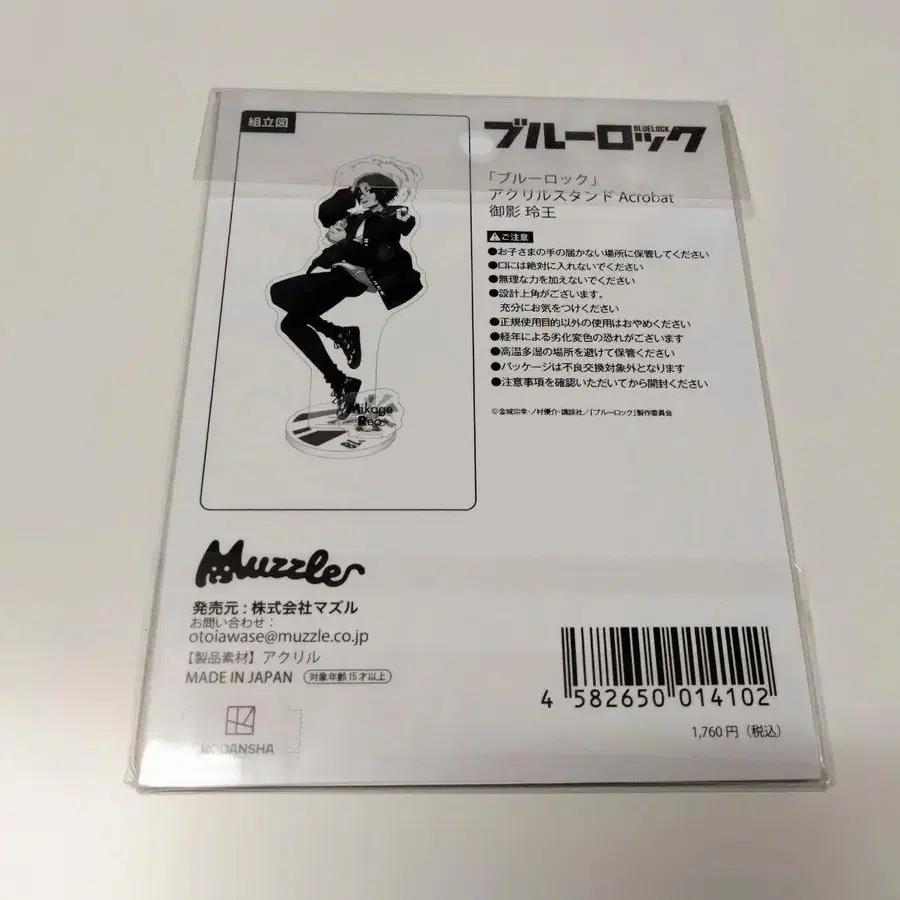 組立図
Mikage
Reo
BL
ブルーロック
BLUELOCK
「ブルーロック」
アクリルスタンド Acrobat
御影 玲王
ご注意
●お子さまの手の届かない場所に保管してください
●口には絶対に入れないでください
●無理な力を加えないでください
●設計上角がございます。
充分にお気をつけください
●正規使用目的以外の使用はおやめください
●経年による劣化変色の恐れがございます
●高温多湿の場所を避けて保管ください
●パッケージは不良交換対象外となります
●注意事項を確認いただいてから開封ください
©金城宗幸・ノ村優介・講談社/「ブルーロック」製作委員会
Muzzle
発売元：株式会社マズル
お問い合わせ：
otoiawase@muzzle.co.jp
【製品素材】アクリル
MADE IN JAPAN 対象年齢15才以上
KODANSHA
4 582650 014102
1,760円（税込）